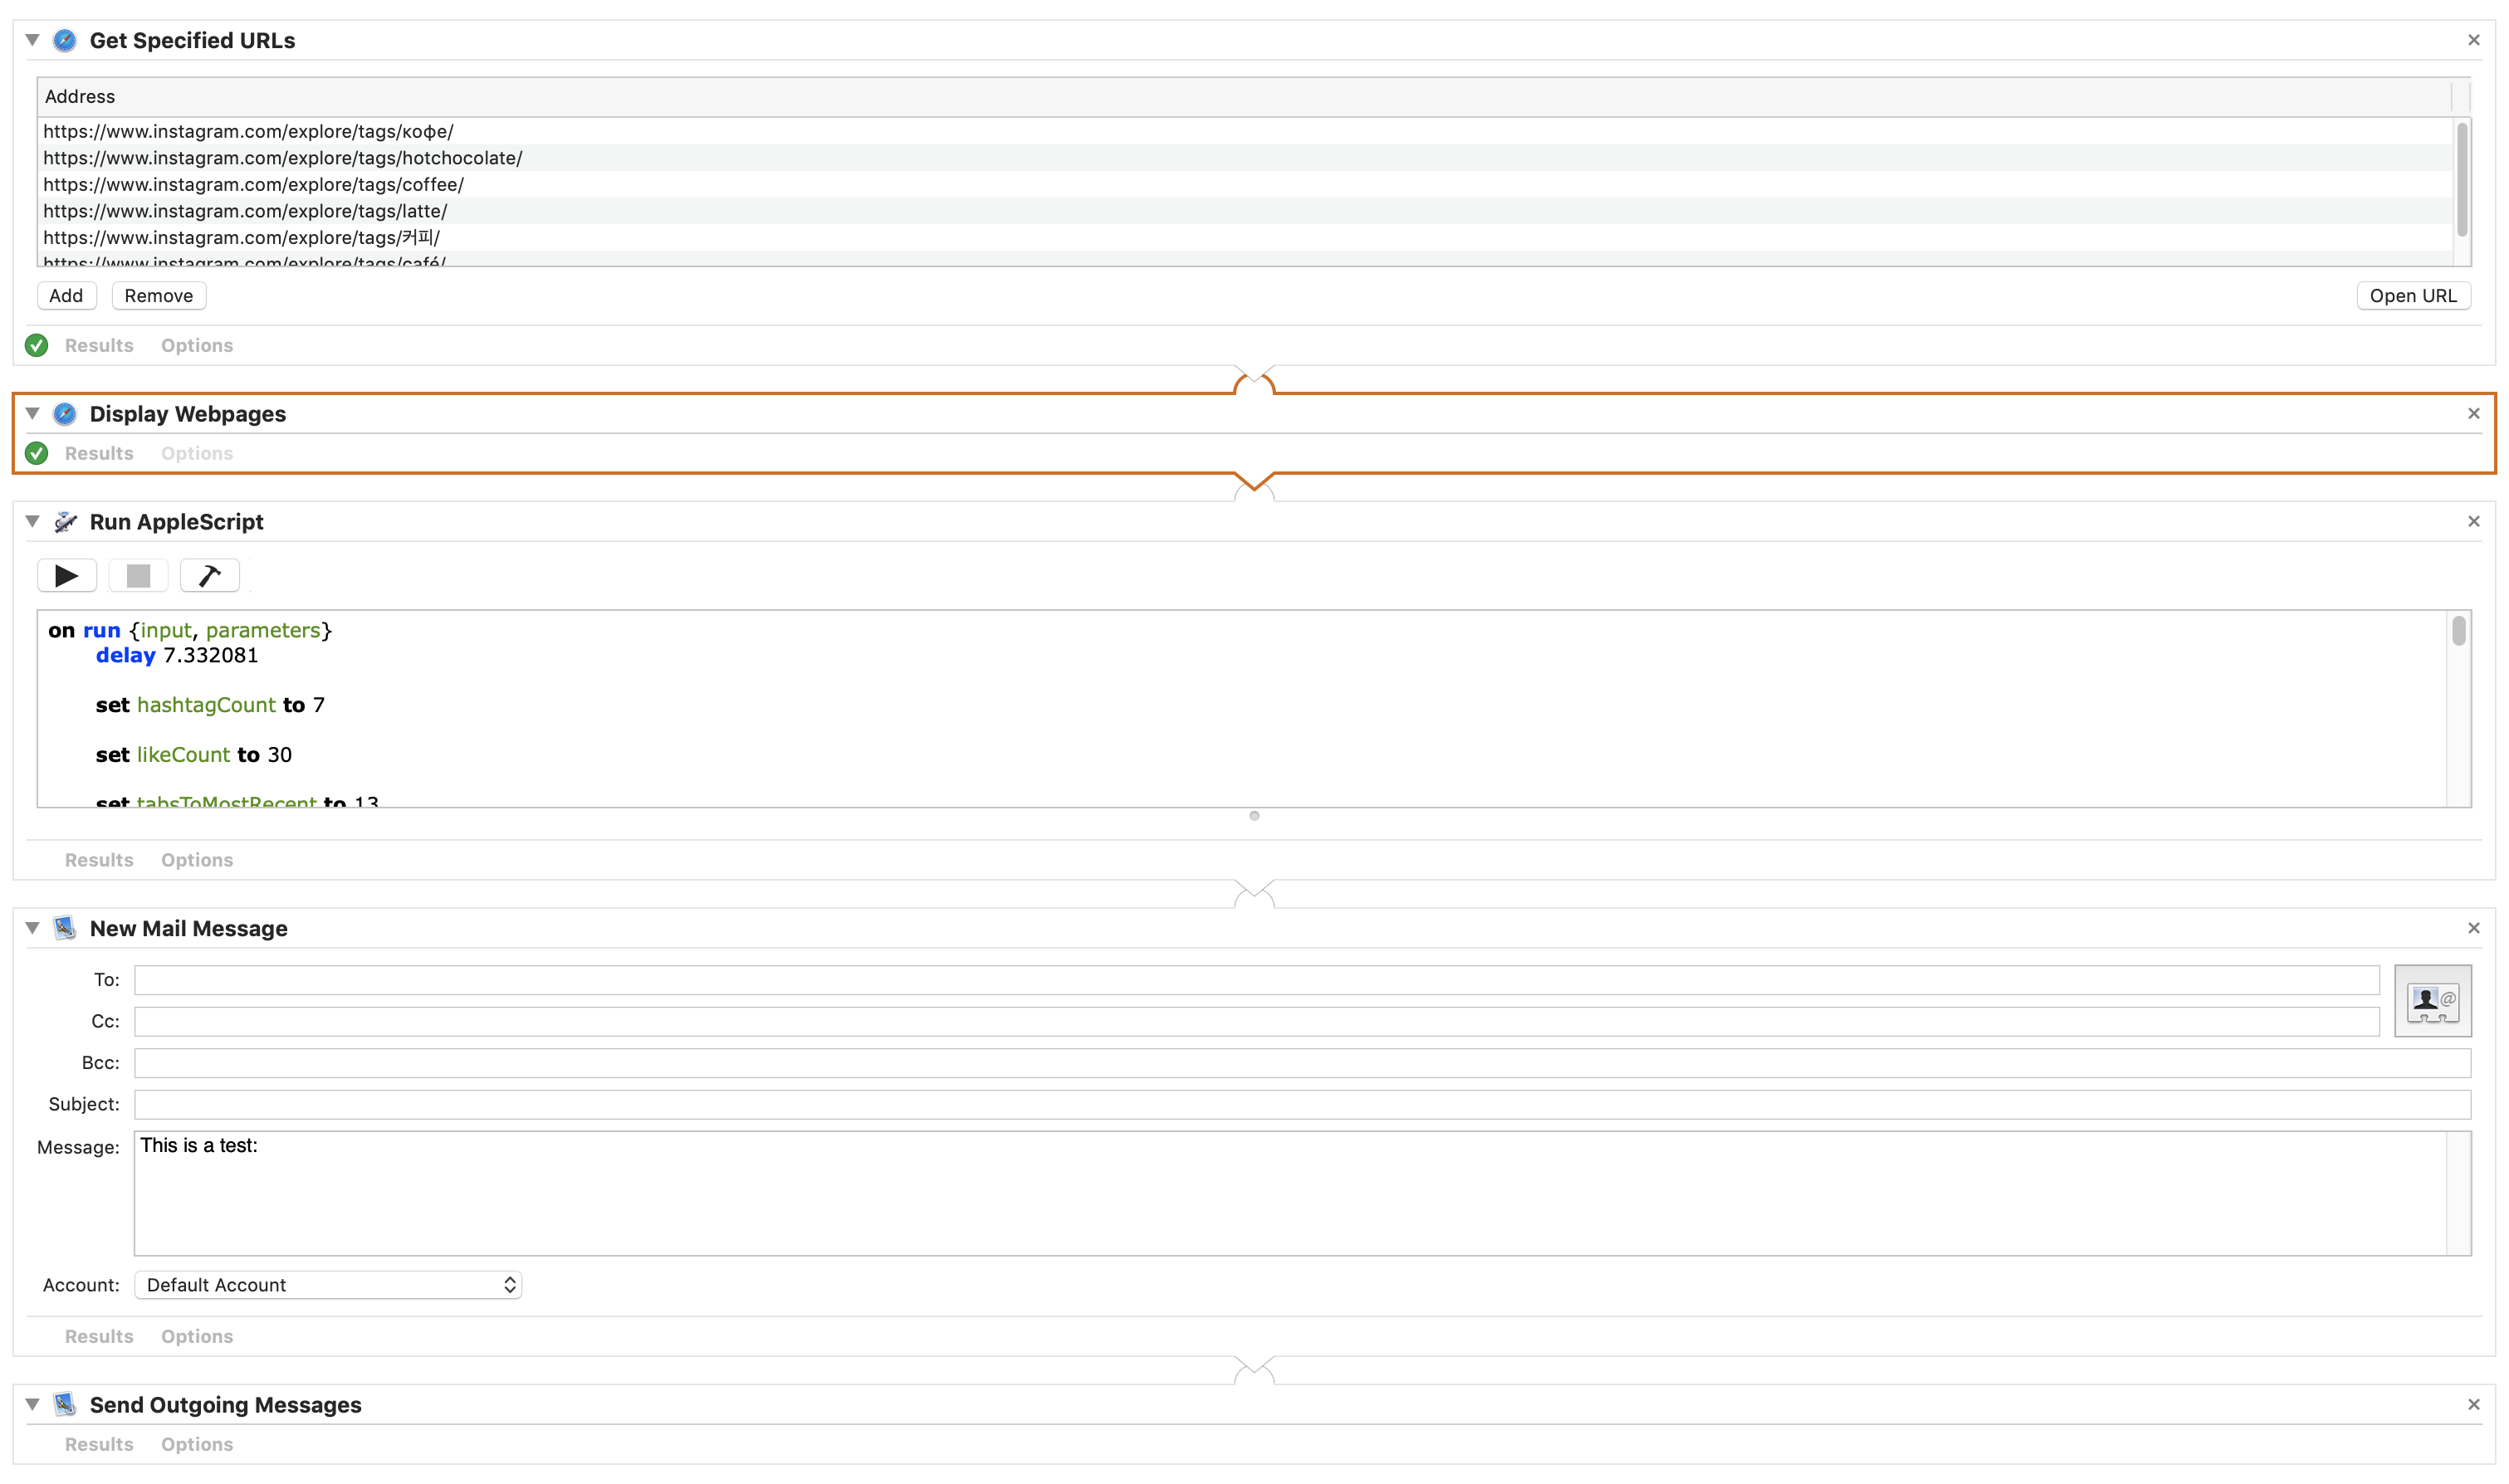 Get Specified URLs
Address
https://www.instagram.com/explore/tags/кофе/
https://www.instagram.com/explore/tags/hotchocolate/
https://www.instagram.com/explore/tags/coffee/
https://www.instagram.com/explore/tags/latte/
https://www.instagram.com/explore/tags/커피/
https://www.instagram.com/explore/tags/café/
Add Remove Open URL
Results Options
Display Webpages
Results Options
Run AppleScript
on run {input, parameters}
delay 7.332081
set hashtagCount to 7
set likeCount to 30
set tabsToMostRecent to 13
Results Options
New Mail Message
To:
Cc:
Bcc:
Subject:
Message: This is a test:
Account: Default Account
Results Options
Send Outgoing Messages
Results Options